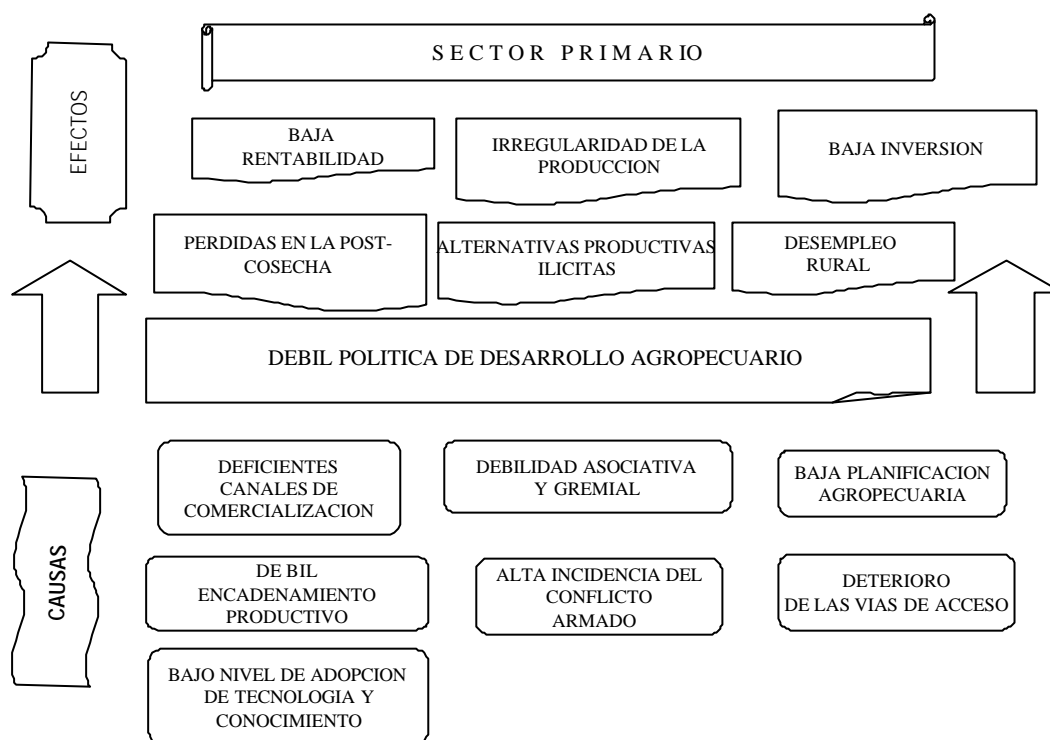 SECTOR PRIMARIO
EFECTOS
BAJA
RENTABILIDAD
IRREGULARIDAD DE LA
PRODUCCION
BAJA INVERSION
PERDIDAS EN LA POST-
COSECHA
ALTERNATIVAS PRODUCTIVAS
ILICITAS
DESEMPLEO
RURAL
DEBIL POLITICA DE DESARROLLO AGROPECUARIO
CAUSAS
DEFICIENTES
CANALES DE
COMERCIALIZACION
DEBILIDAD ASOCIATIVA
Y GREMIAL
BAJA PLANIFICACION
AGROPECUARIA
DE BIL
ENCADENAMIENTO
PRODUCTIVO
ALTA INCIDENCIA DEL
CONFLICTO
ARMADO
DETERIORO
DE LAS VIAS DE ACCESO
BAJO NIVEL DE ADOPCION
DE TECNOLOGIA Y
CONOCIMIENTO